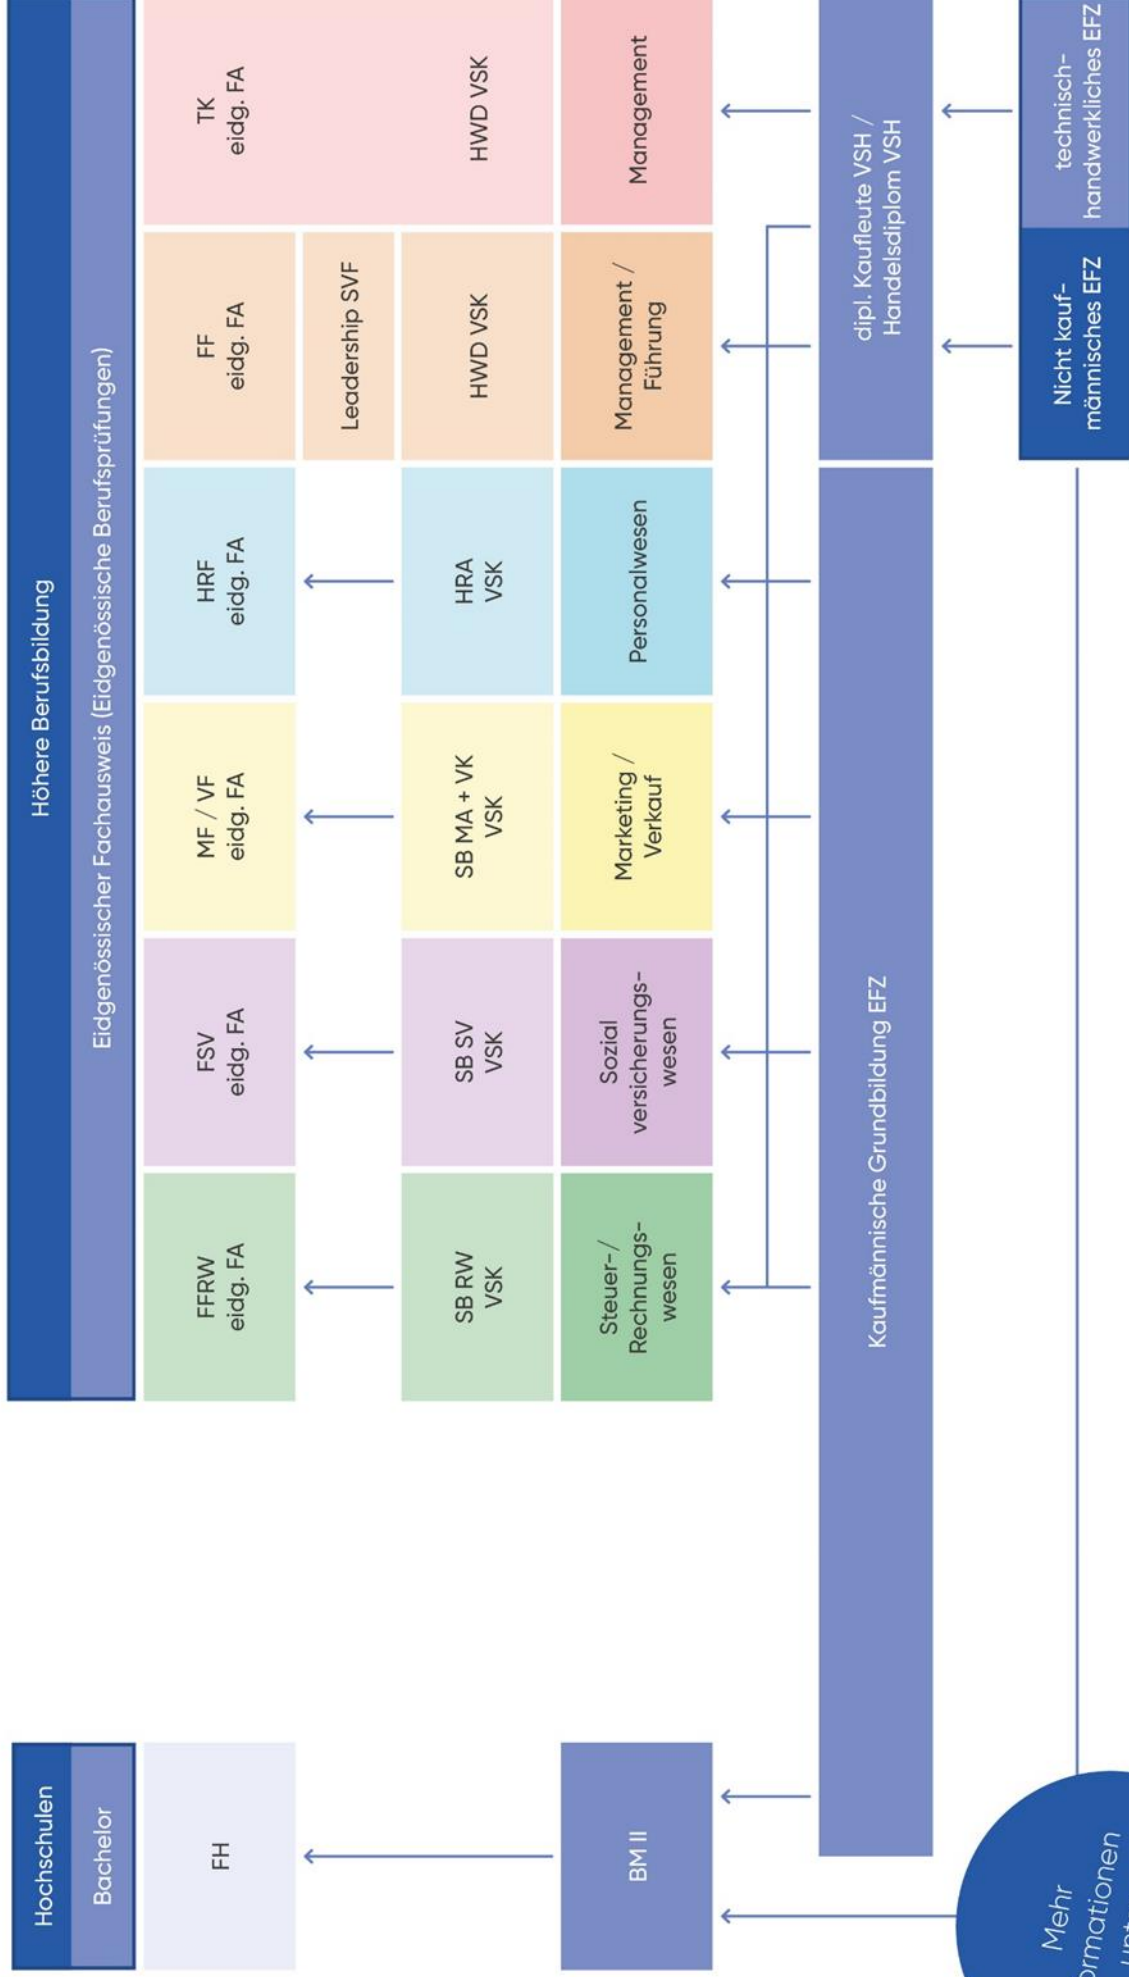 Hochschulen
Bachelor
FH
BM II
Höhere Berufsbildung
Eidgenössischer Fachausweis (Eidgenössische Berufsprüfungen)
FFRW
eidg. FA
FSV
eidg. FA
MF / VF
eidg. FA
HRF
eidg. FA
FF
eidg. FA
TK
eidg. FA
Leadership SVF
SB RW
VSK
SB SV
VSK
SB MA + VK
VSK
HRA
VSK
HWD VSK
HWD VSK
Steuer-/
Rechnungs-
wesen
Sozial
versicherungs-
wesen
Marketing /
Verkauf
Personalwesen
Management /
Führung
Management
Kaufmännische Grundbildung EFZ
dipl. Kaufleute VSH /
Handelsdiplom VSH
Nicht kauf-
männisches EFZ
technisch-
handwerkliches EFZ
Mehr